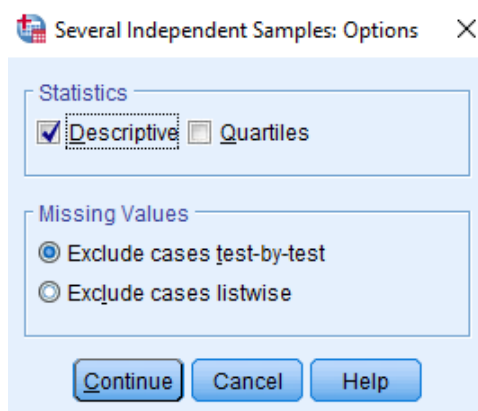 Several Independent Samples: Options
Statistics
Descriptive Quartiles
Missing Values
Exclude cases test-by-test
Exclude cases listwise
Continue Cancel Help